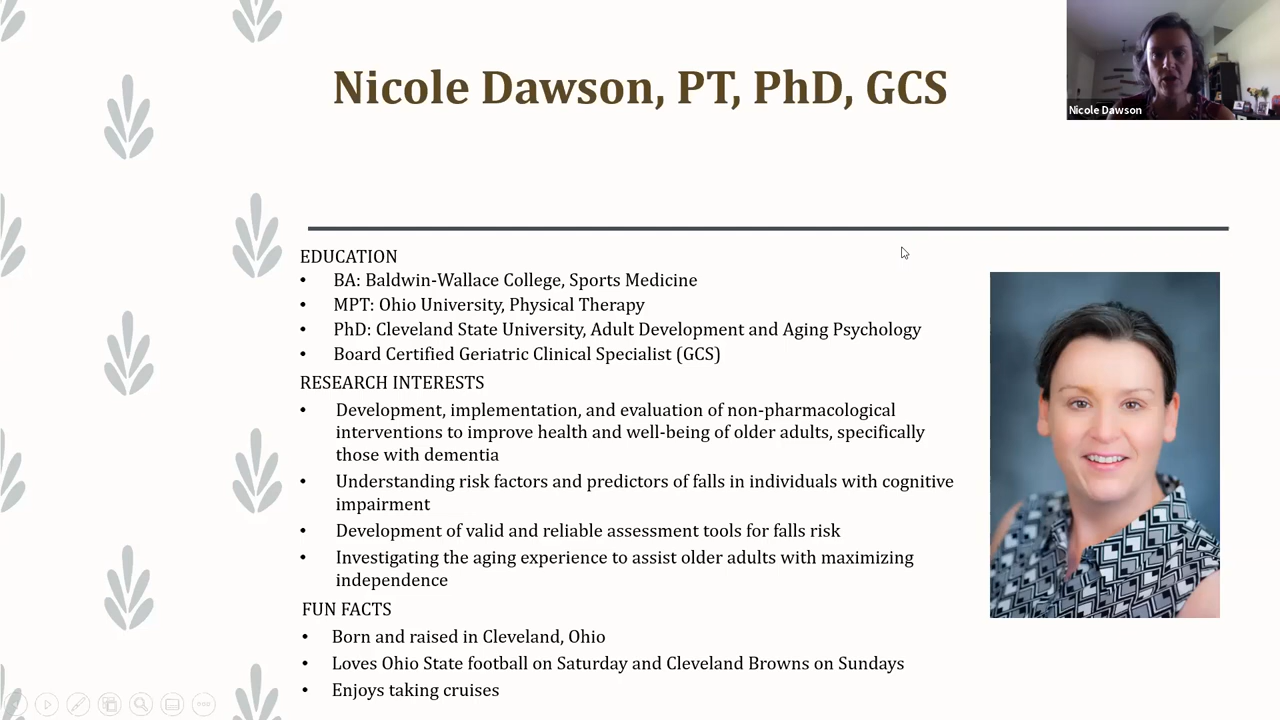 Nicole Dawson, PT, PhD, GCS
Nicole Dawson
EDUCATION
• BA: Baldwin-Wallace College, Sports Medicine
• MPT: Ohio University, Physical Therapy
• PhD: Cleveland State University, Adult Development and Aging Psychology
• Board Certified Geriatric Clinical Specialist (GCS)
RESEARCH INTERESTS
• Development, implementation, and evaluation of non-pharmacological
interventions to improve health and well-being of older adults, specifically
those with dementia
• Understanding risk factors and predictors of falls in individuals with cognitive
impairment
• Development of valid and reliable assessment tools for falls risk
• Investigating the aging experience to assist older adults with maximizing
independence
FUN FACTS
• Born and raised in Cleveland, Ohio
• Loves Ohio State football on Saturday and Cleveland Browns on Sundays
• Enjoys taking cruises